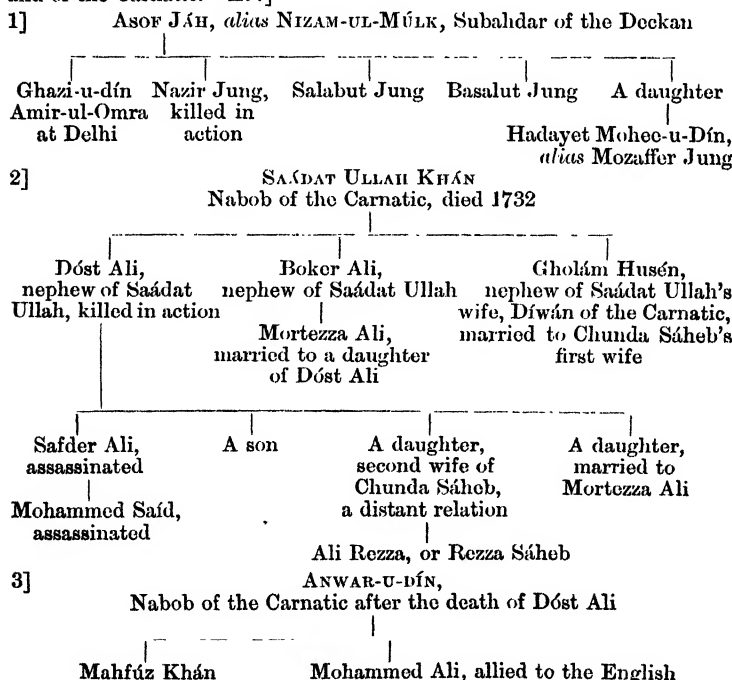 1] ASOF JÁH, alias NIZAM-UL-MÚLK, Subahdar of the Deckan
Ghazi-u-dín Nazir Jung, Salabut Jung Basalut Jung A daughter
Amir-ul-Omra killed in
at Delhi action Hadayet Mohee-u-Dín,
alias Mozaffer Jung
2] SAÁDAT ULLAH KHÁN
Nabob of the Carnatic, died 1732
Dóst Ali, Boker Ali, Gholám Husén,
nephew of Saádat nephew of Saádat Ullah nephew of Saádat Ullah's
Ullah, killed in action wife, Díwán of the Carnatic,
Mortezza Ali, married to Chunda Sáheb's
married to a daughter first wife
of Dóst Ali
Safder Ali, A son A daughter, A daughter,
assassinated second wife of married to
Chunda Sáheb, Mortezza Ali
Mohammed Saíd, a distant relation
assassinated
Ali Rezza, or Rezza Sáheb
3] ANWAR-U-DÍN,
Nabob of the Carnatic after the death of Dóst Ali
Mahfúz Khán Mohammed Ali, allied to the English